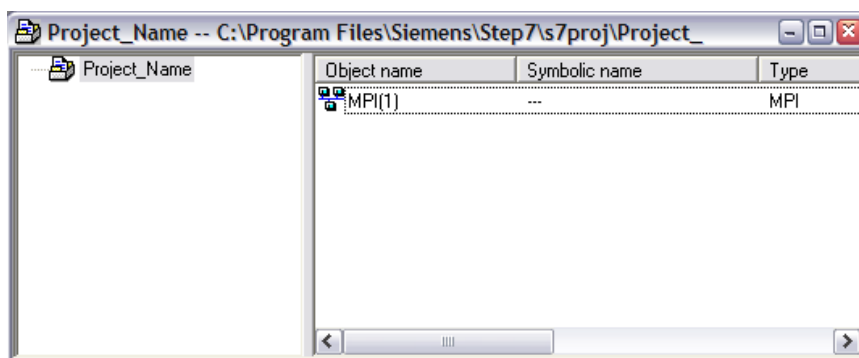 Project_Name -- C:\Program Files\Siemens\Step7\s7proj\Project_
Project_Name
Object name Symbolic name Type
MPI(1) --- MPI